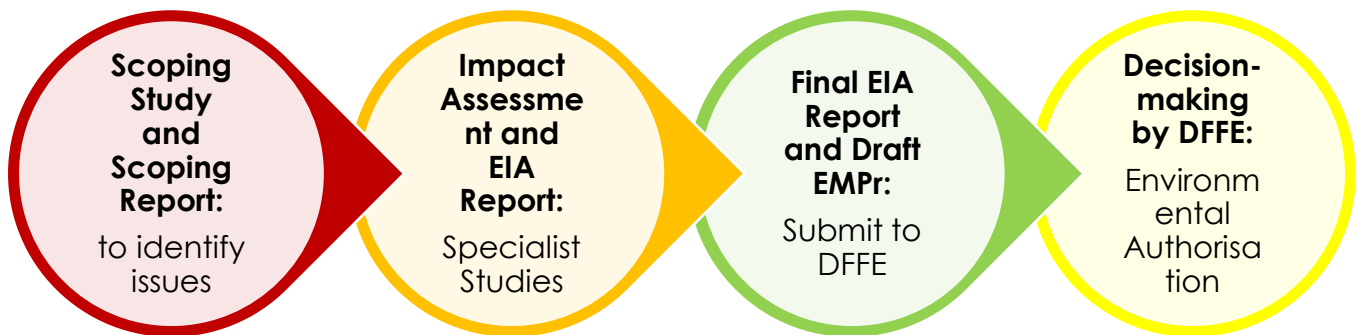 Scoping
Study
and
Scoping
Report:
to identify
issues
Impact
Assessme
nt and
EIA
Report:
Specialist
Studies
Final EIA
Report
and Draft
EMPr:
Submit to
DFFE
Decision-
making
by DFFE:
Environm
ental
Authorisa
tion